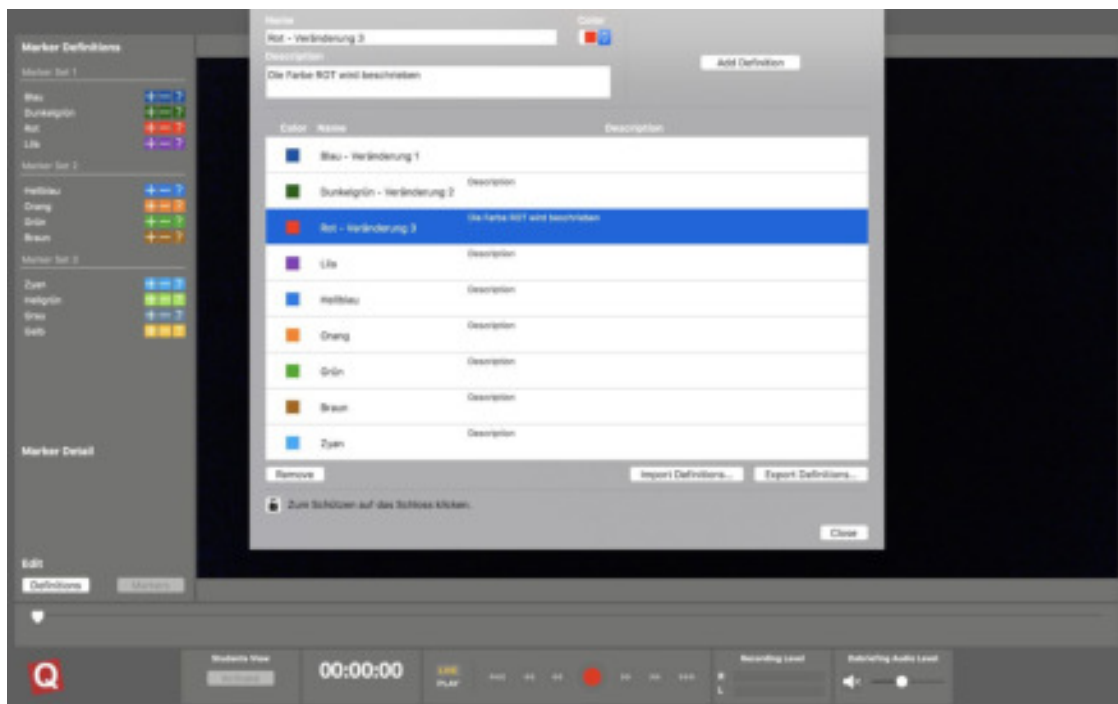 Name
Color
Rot - Veränderung 3
Description
Die Farbe ROT wird beschrieben
Add Definition
Color Name Description
Blau - Veränderung 1
Description
Dunkelgrün - Veränderung 2
Die Farbe ROT wird beschrieben
Rot - Veränderung 3
Description
Lila
Description
Hellblau
Description
Orang
Description
Grün
Description
Braun
Description
Zyan
Remove
Import Definitions...
Export Definitions...
Zum Schützen auf das Schloss klicken.
Close
Marker Definitions
Marker Set 1
Blau
Dunkelgrün
Rot
Lila
Marker Set 2
Hellblau
Orang
Grün
Braun
Marker Set 3
Zyan
Hellgrün
Grau
Gelb
Marker Detail
Edit
Definitions
Markers
Q
Students View
00:00:00
LIVE
PLAY
Recording Level
R
L
Debriefing Audio Level